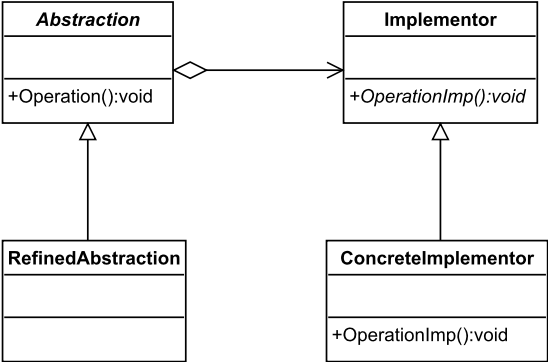 Abstraction
Implementor
+Operation():void
+OperationImp():void
RefinedAbstraction
ConcreteImplementor
+OperationImp():void